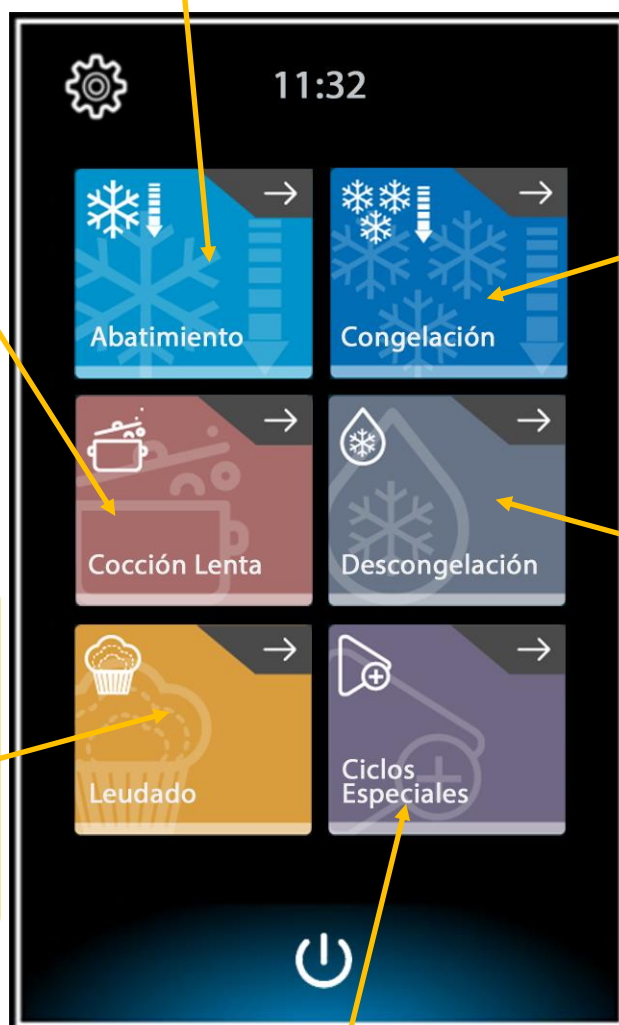 11:32
Abatimiento
Congelación
Cocción Lenta
Descongelación
Leudado
Ciclos
Especiales